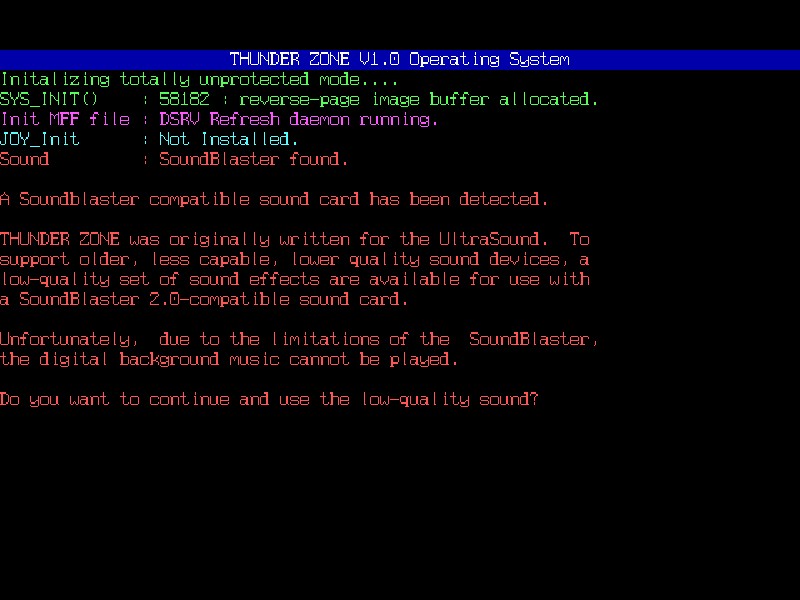 THUNDER ZONE V1.0 Operating System
Initalizing totally unprotected mode....
SYS_INIT()    : 58182 : reverse-page image buffer allocated.
Init MFF file : DSRV Refresh daemon running.
JOY_Init      : Not Installed.
Sound         : SoundBlaster found.
A Soundblaster compatible sound card has been detected.
THUNDER ZONE was originally written for the UltraSound.  To
support older, less capable, lower quality sound devices, a
low-quality set of sound effects are available for use with
a SoundBlaster 2.0-compatible sound card.
Unfortunately,  due to the limitations of the  SoundBlaster,
the digital background music cannot be played.
Do you want to continue and use the low-quality sound?